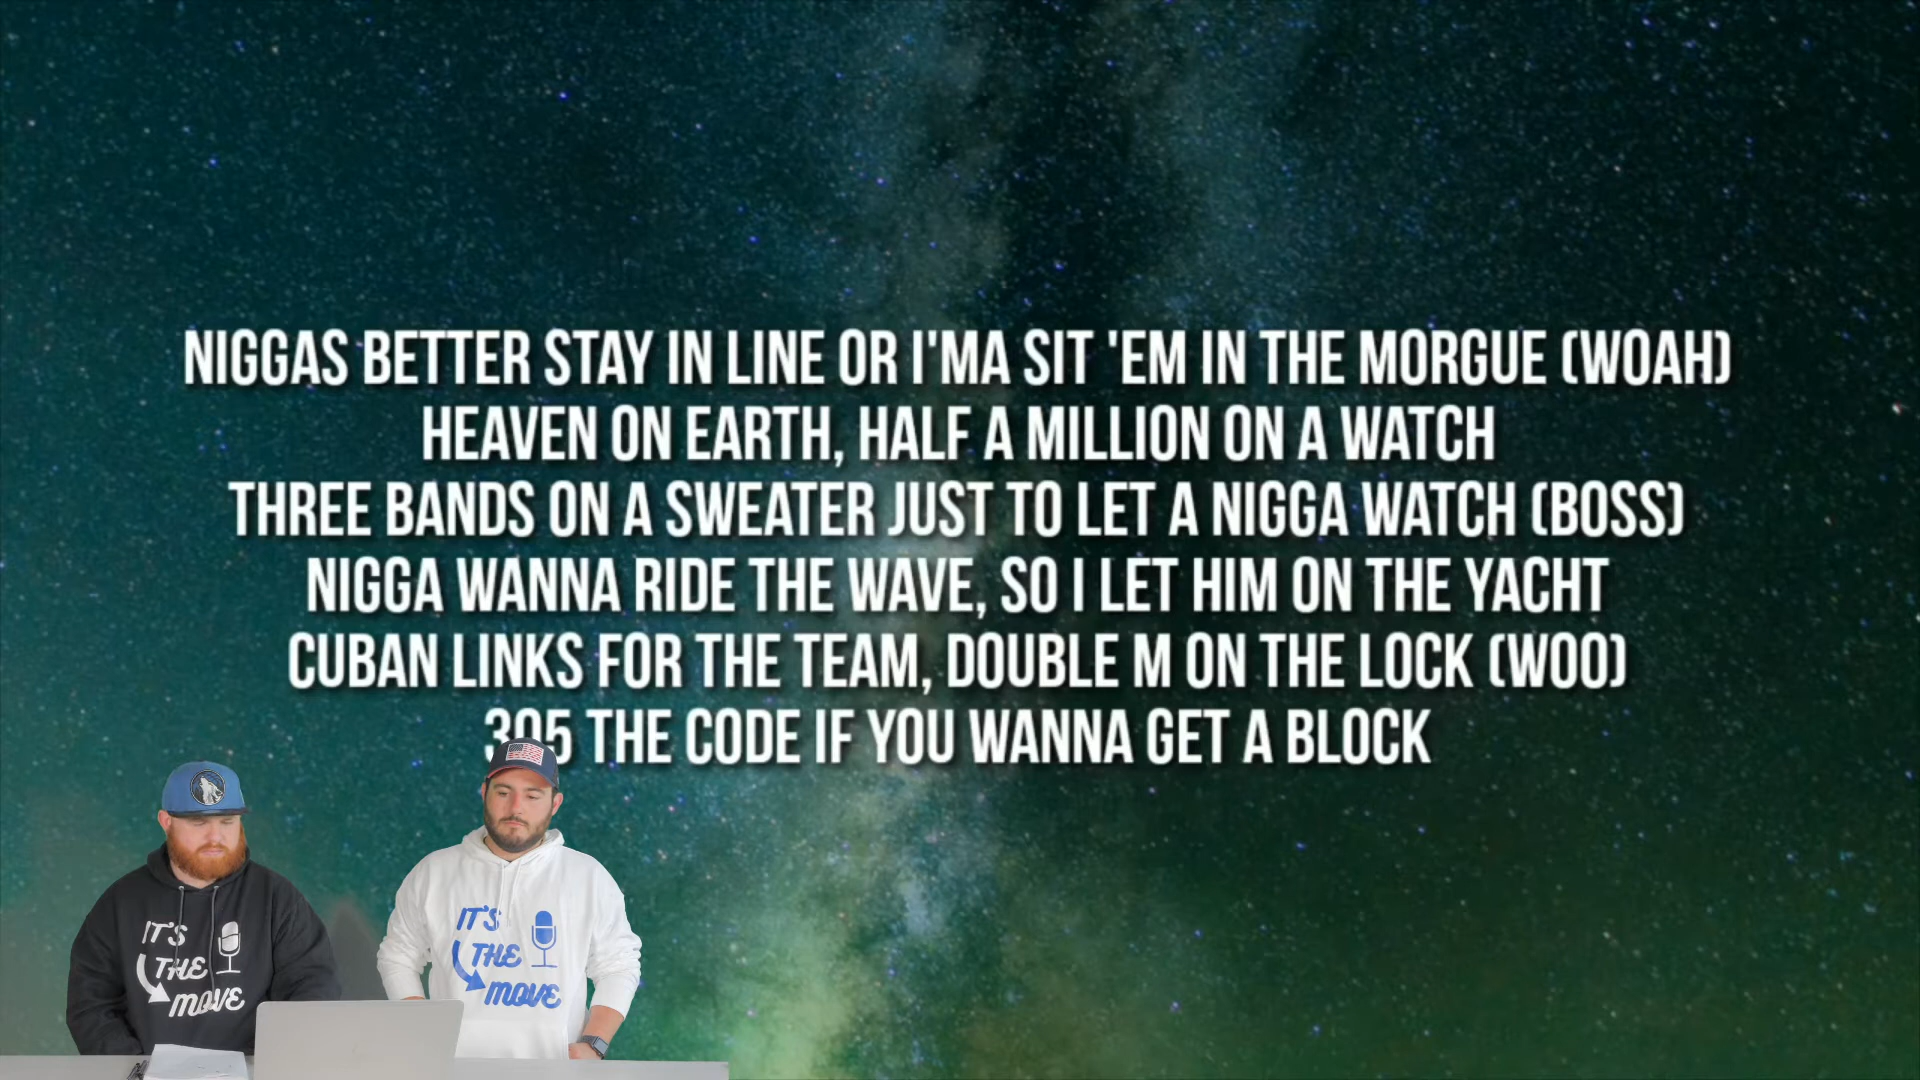 NIGGAS BETTER STAY IN LINE OR I'MA SIT 'EM IN THE MORGUE (WOAH)
HEAVEN ON EARTH, HALF A MILLION ON A WATCH
THREE BANDS ON A SWEATER JUST TO LET A NIGGA WATCH (BOSS)
NIGGA WANNA RIDE THE WAVE, SO I LET HIM ON THE YACHT
CUBAN LINKS FOR THE TEAM, DOUBLE M ON THE LOCK (WOO)
305 THE CODE IF YOU WANNA GET A BLOCK
IT'S
THE
MOVE
IT'S
THE
MOVE